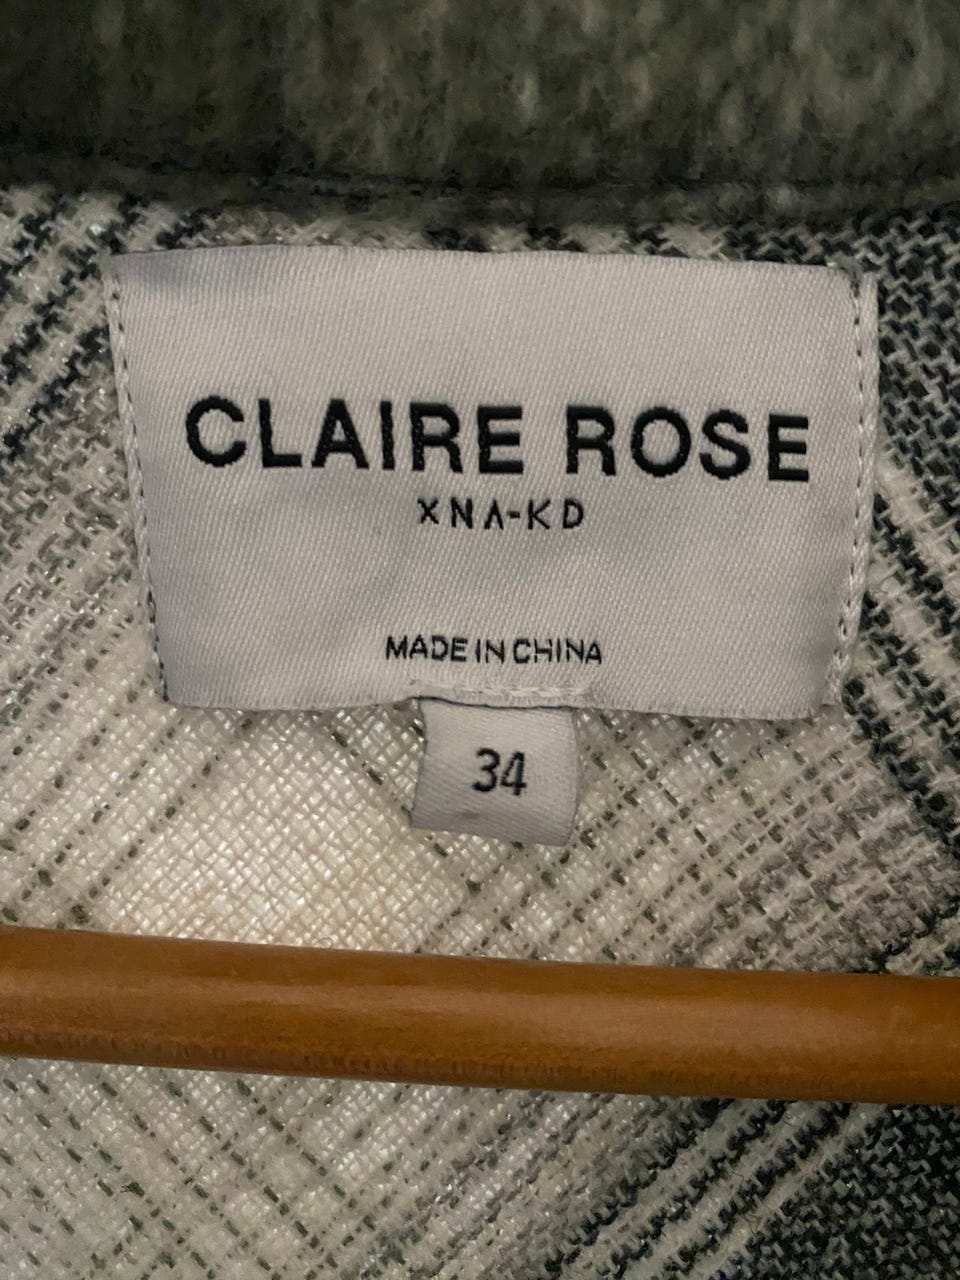 CLAIRE ROSE
XNA-KD
MADE IN CHINA
34